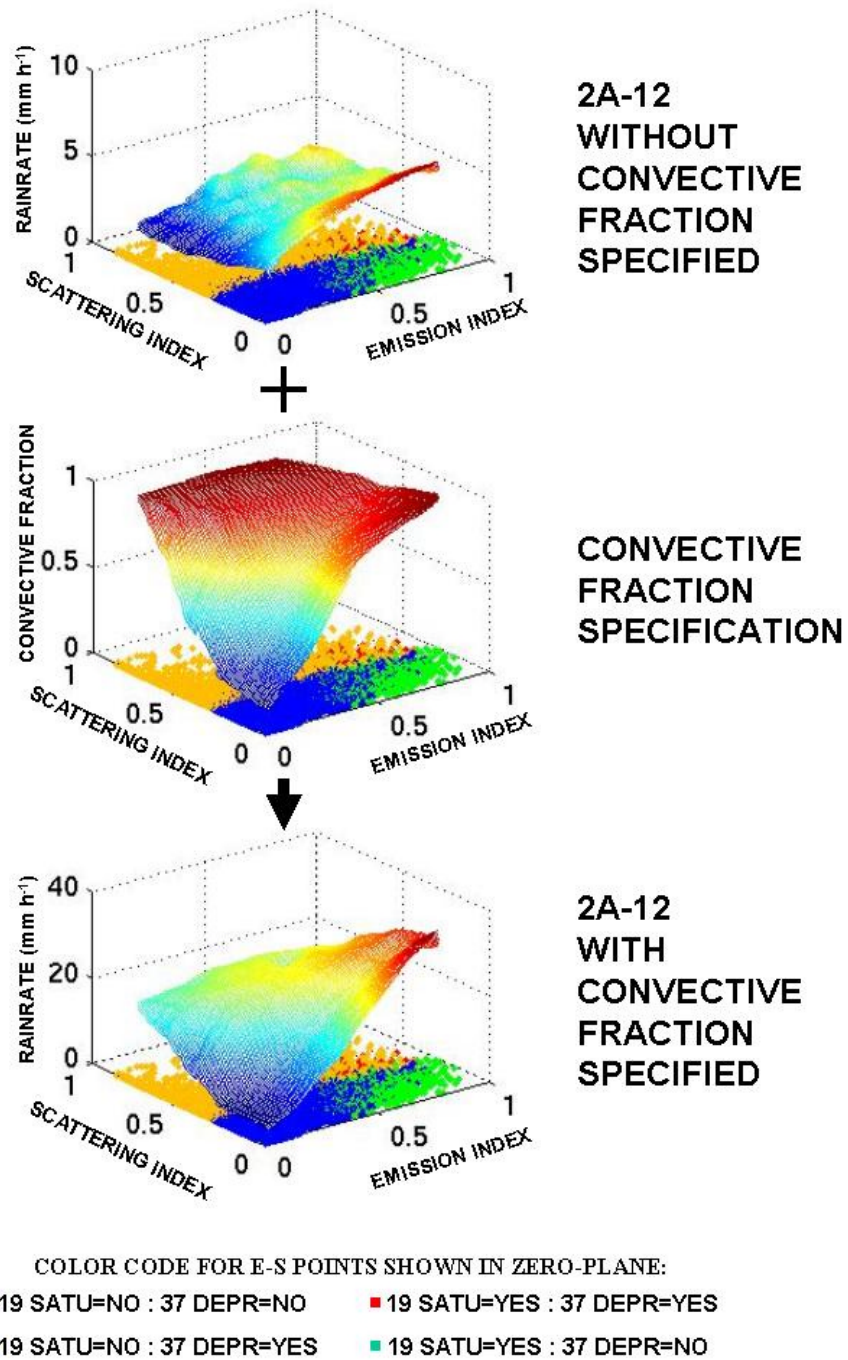 10
5
0
RAINRATE (mm h-1)
1
0.5
0
SCATTERING INDEX
0
0.5
1
EMISSION INDEX
2A-12
WITHOUT
CONVECTIVE
FRACTION
SPECIFIED
+
1
0.5
0
CONVECTIVE FRACTION
1
0.5
0
SCATTERING INDEX
0
0.5
1
EMISSION INDEX
CONVECTIVE
FRACTION
SPECIFICATION
40
20
0
RAINRATE (mm h-1)
1
0.5
0
SCATTERING INDEX
0
0.5
1
EMISSION INDEX
2A-12
WITH
CONVECTIVE
FRACTION
SPECIFIED
COLOR CODE FOR E-S POINTS SHOWN IN ZERO-PLANE:
19 SATU=NO : 37 DEPR=NO
19 SATU=YES : 37 DEPR=YES
19 SATU=NO : 37 DEPR=YES
19 SATU=YES : 37 DEPR=NO